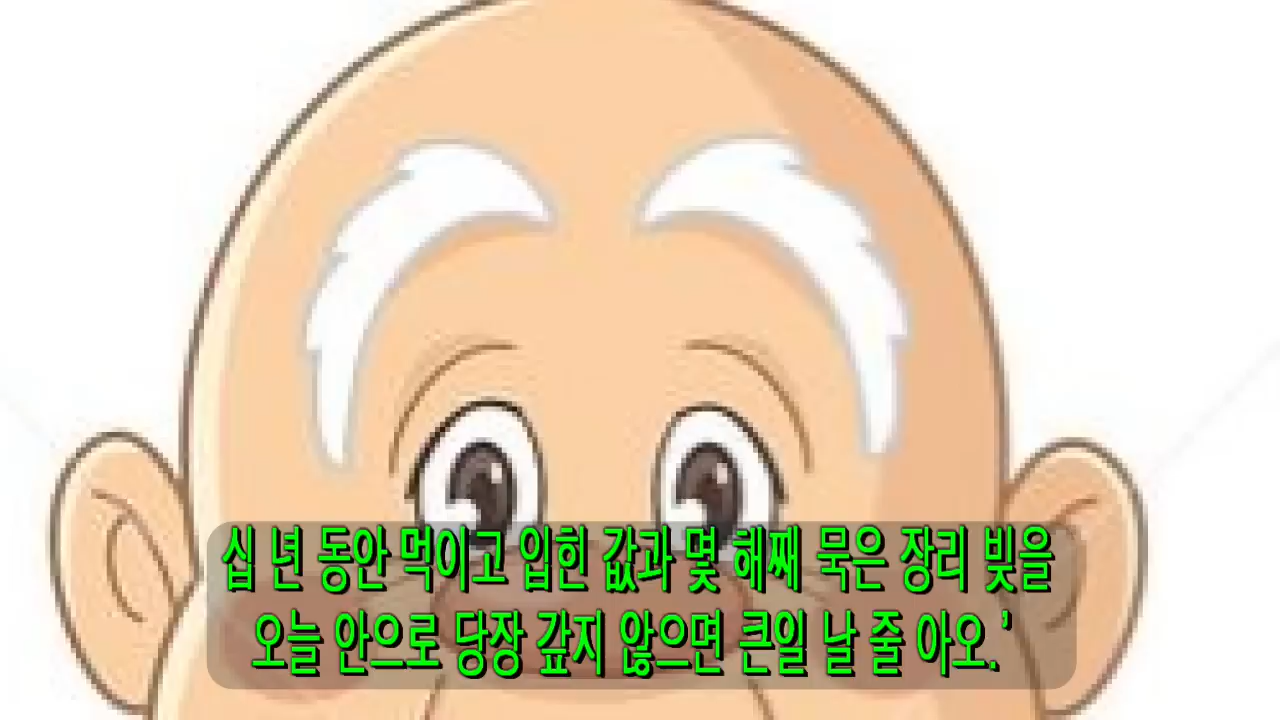 십 년 동안 먹이고 입힌 값과 몇 해째 묵은 장리 빚을
오늘 안으로 당장 갚지 않으면 큰일 날 줄 아오.’